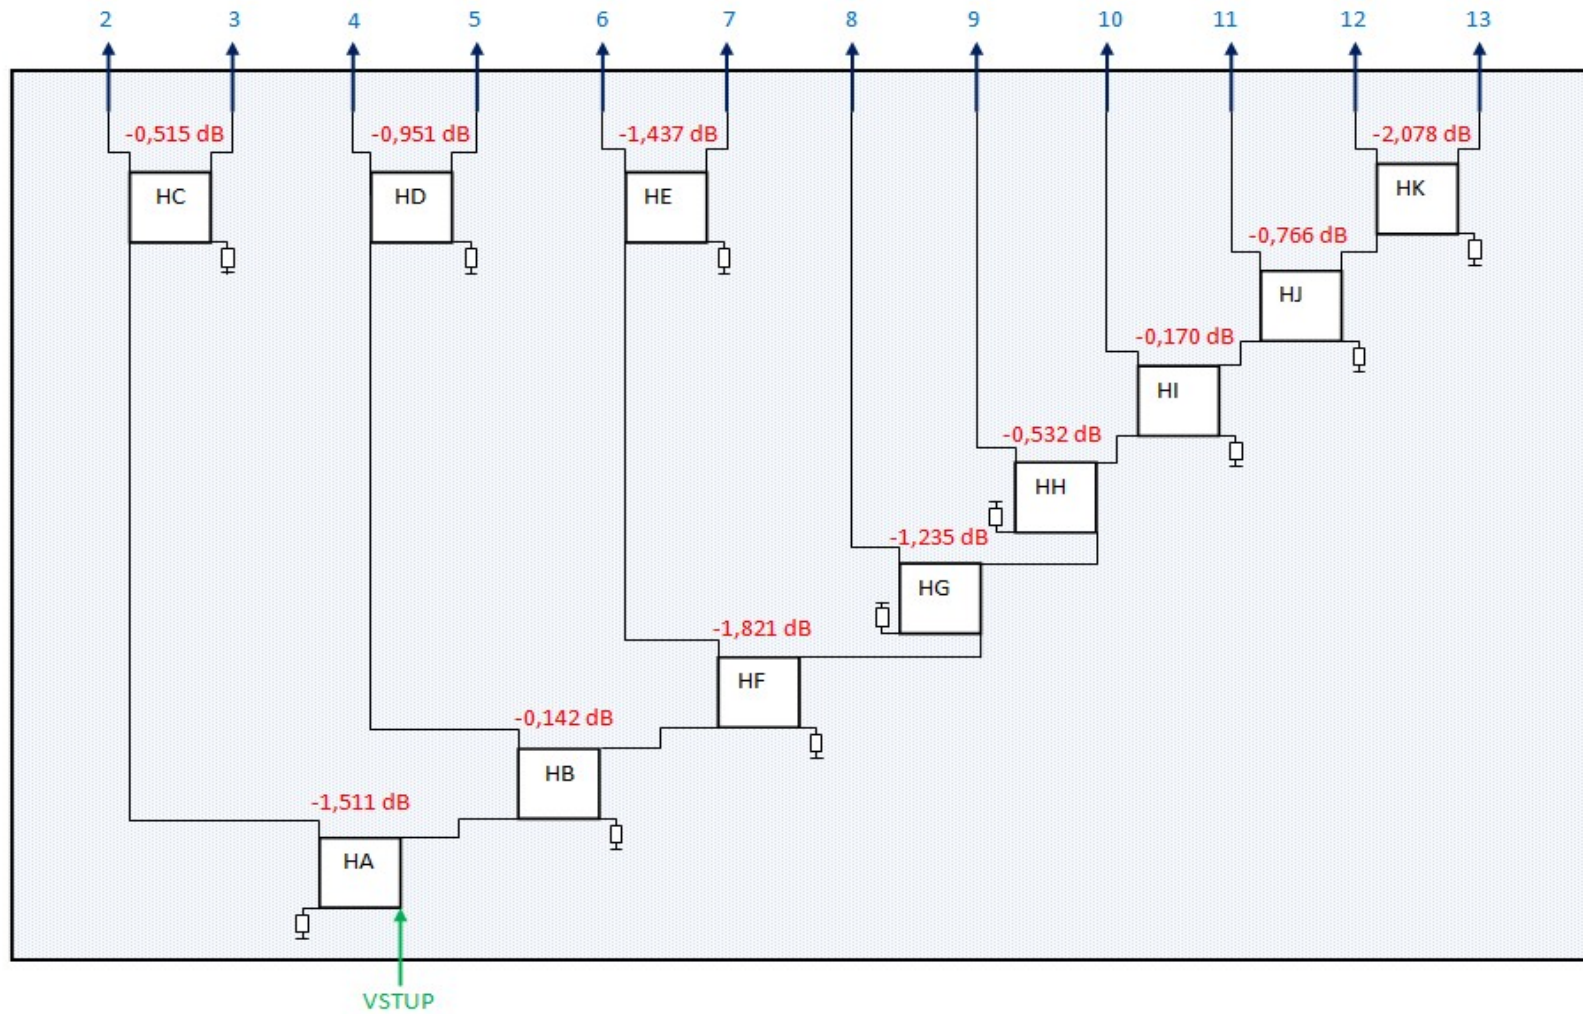 2 3 4 5 6 7 8 9 10 11 12 13
-0,515 dB -0,951 dB -1,437 dB -2,078 dB
HC HD HE HK
-0,766 dB
HJ
-0,170 dB
HI
-0,532 dB
HH
-1,235 dB
HG
-1,821 dB
HF
-0,142 dB
HB
-1,511 dB
HA
VSTUP